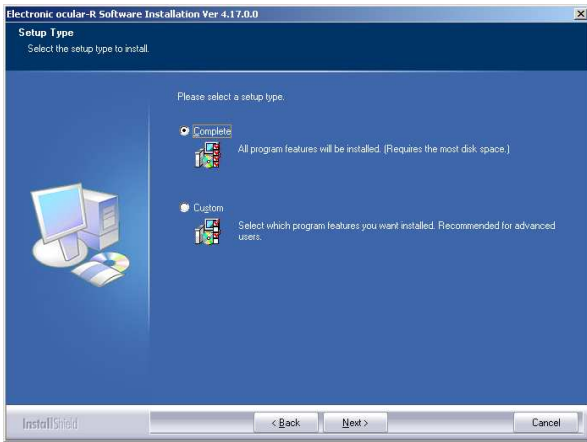 Electronic ocular-R Software Installation Ver 4.17.0.0
Setup Type
Select the setup type to install.
Please select a setup type.
Complete
All program features will be installed. (Requires the most disk space.)
Custom
Select which program features you want installed. Recommended for advanced
users.
InstallShield
< Back
Next >
Cancel